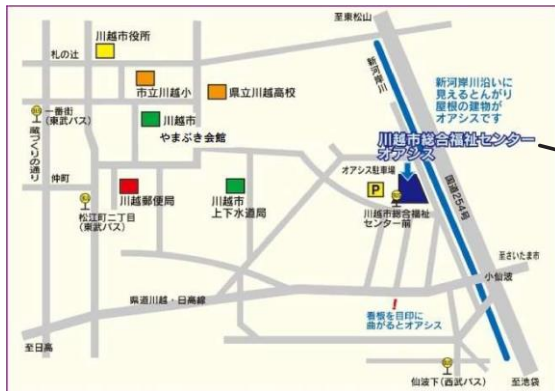 至東松山
川越市役所
札の辻
市立川越小
県立川越高校
新河岸川
新河岸川沿いに
見えるとんがり
屋根の建物が
オアシスです
一番街
(東武バス)
川越市
やまぶき会館
蔵づくりの通り
川越市総合福祉センター
オアシス
オアシス駐車場
P
仲町
川越郵便局
川越市
上下水道局
松江町二丁目
(東武バス)
川越市総合福祉
センター前
国道254号
至さいたま市
小仙波
県道川越・日高線
!
看板を目印に
曲がるとオアシス
至日高
仙波下(西武バス)
至池袋